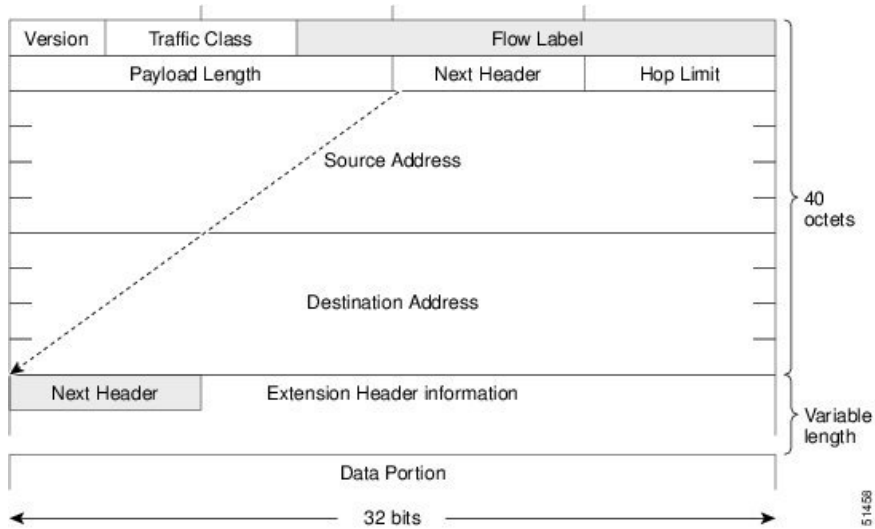 Version Traffic Class Flow Label
Payload Length Next Header Hop Limit
Source Address
40
octets
Destination Address
Next Header Extension Header information
Variable
length
Data Portion
32 bits
51458